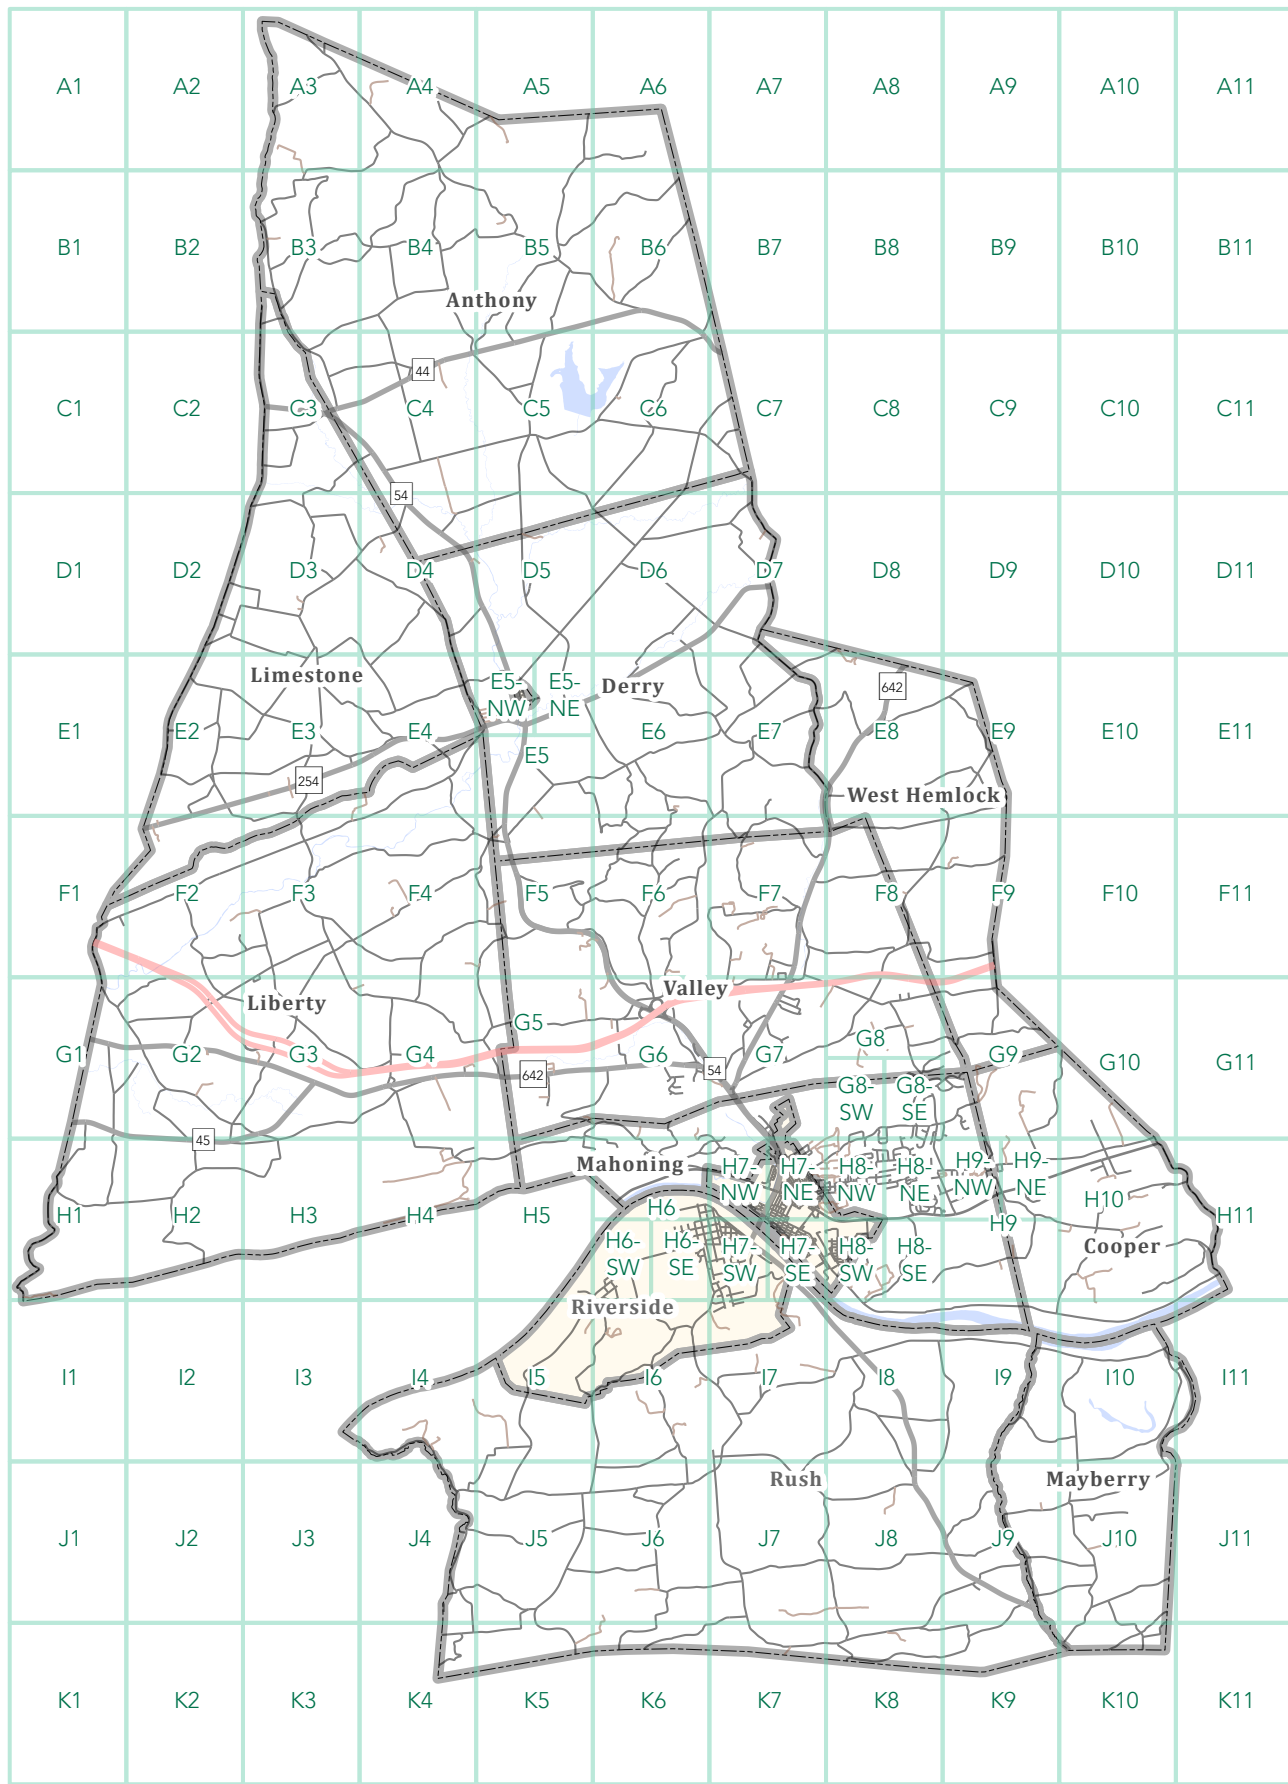 A1 A2 A3 A4 A5 A6 A7 A8 A9 A10 A11
B1 B2 B3 B4 B5 B6 B7 B8 B9 B10 B11
Anthony
44
C1 C2 C3 C4 C5 C6 C7 C8 C9 C10 C11
54
D1 D2 D3 D4 D5 D6 D7 D8 D9 D10 D11
Limestone
E5-
NW
E5-
NE
Derry
642
E1 E2 E3 E4 E5 E6 E7 E8 E9 E10 E11
254
West Hemlock
F1 F2 F3 F4 F5 F6 F7 F8 F9 F10 F11
Liberty
Valley
G1 G2 G3 G4 G5 G6 G7 G8 G9 G10 G11
642
54
G8-
SW
G8-
SE
45
Mahoning
H7-
NW
H7-
NE
H8-
NW
H8-
NE
H9-
NW
H9-
NE
H1 H2 H3 H4 H5 H6 H9 H10 H11
H6-
SW
H6-
SE
H7-
SW
H7-
SE
H8-
SW
H8-
SE
Cooper
Riverside
I1 I2 I3 I4 I5 I6 I7 I8 I9 I10 I11
Rush
Mayberry
J1 J2 J3 J4 J5 J6 J7 J8 J9 J10 J11
K1 K2 K3 K4 K5 K6 K7 K8 K9 K10 K11